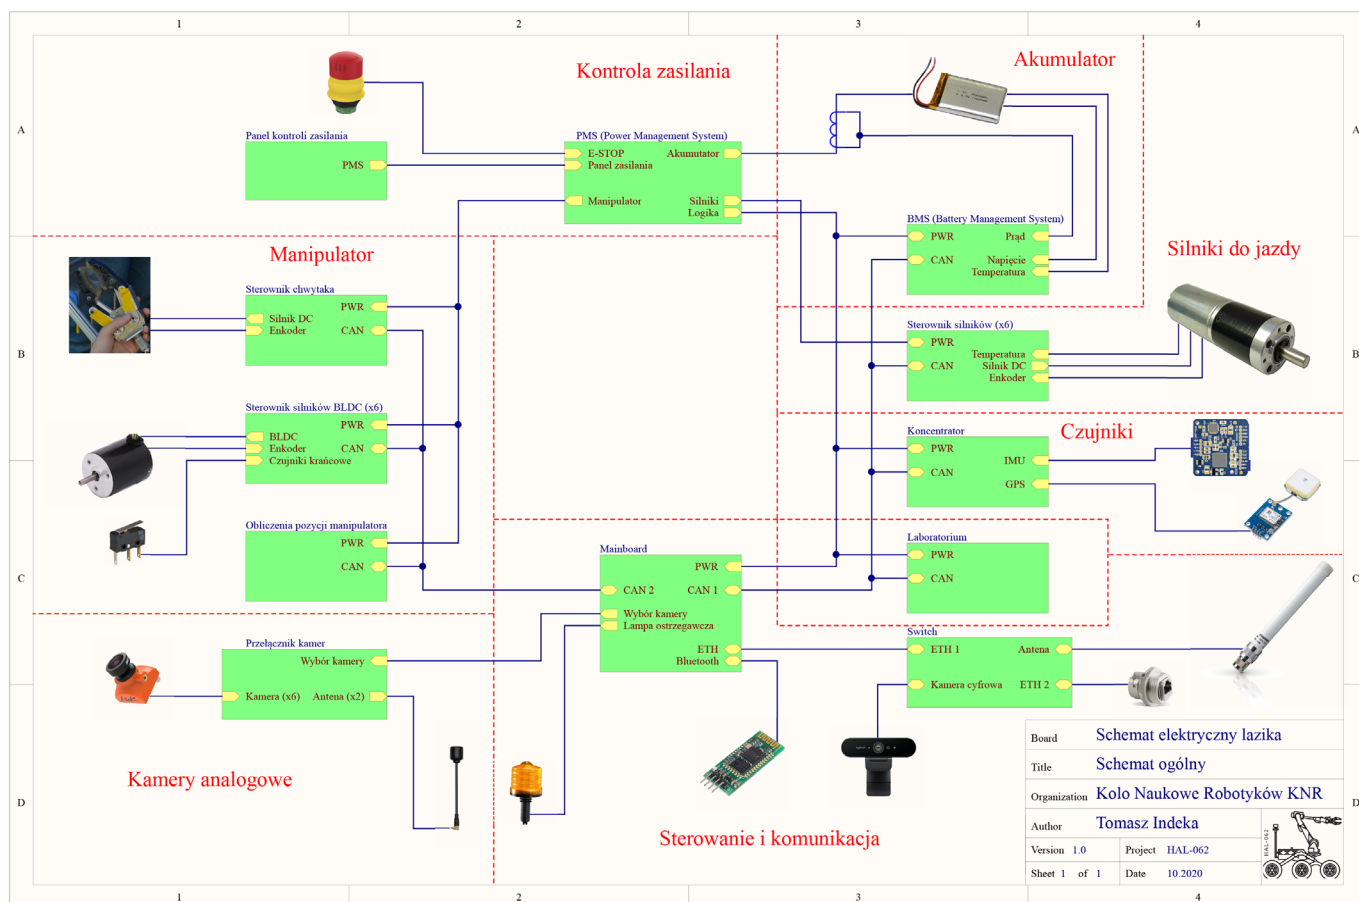 1
2
3
4
A
A
B
B
C
C
D
D
1
2
3
4
Kontrola zasilania
Akumulator
Panel kontroli zasilania
PMS
PMS (Power Management System)
E-STOP
Akumutator
Panel zasilania
Manipulator
Silniki
Logika
BMS (Battery Management System)
PWR
Prąd
CAN
Napięcie
Temperatura
Manipulator
Silniki do jazdy
Sterownik chwytaka
PWR
Silnik DC
Enkoder
CAN
Sterownik silników (x6)
PWR
Temperatura
CAN
Silnik DC
Enkoder
Sterownik silników BLDC (x6)
PWR
BLDC
Enkoder
CAN
Czujniki krańcowe
Czujniki
Koncentrator
PWR
IMU
CAN
GPS
Obliczenia pozycji manipulatora
PWR
CAN
Mainboard
PWR
CAN 2
CAN 1
Wybór kamery
Lampa ostrzegawcza
ETH
Bluetooth
Laboratorium
PWR
CAN
Switch
ETH 1
Antena
Kamera cyfrowa
ETH 2
Przełącznik kamer
Wybór kamery
Kamera (x6)
Antena (x2)
Kamery analogowe
Sterowanie i komunikacja
Board Schemat elektryczny lazika
Title Schemat ogólny
Organization Kolo Naukowe Robotyków KNR
Author Tomasz Indeka
Version 1.0 Project HAL-062
Sheet 1 of 1 Date 10.2020
HAL-062